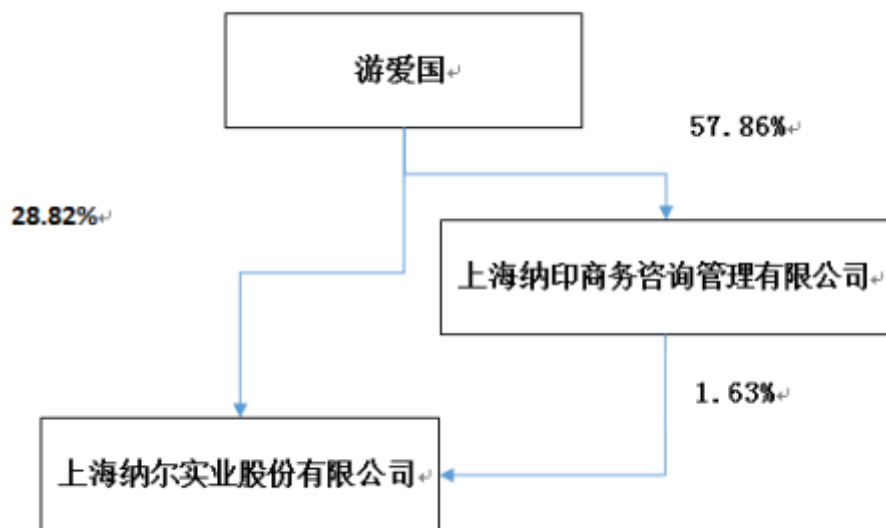 游爱国
57.86%
28.82%
上海纳印商务咨询管理有限公司
1.63%
上海纳尔实业股份有限公司